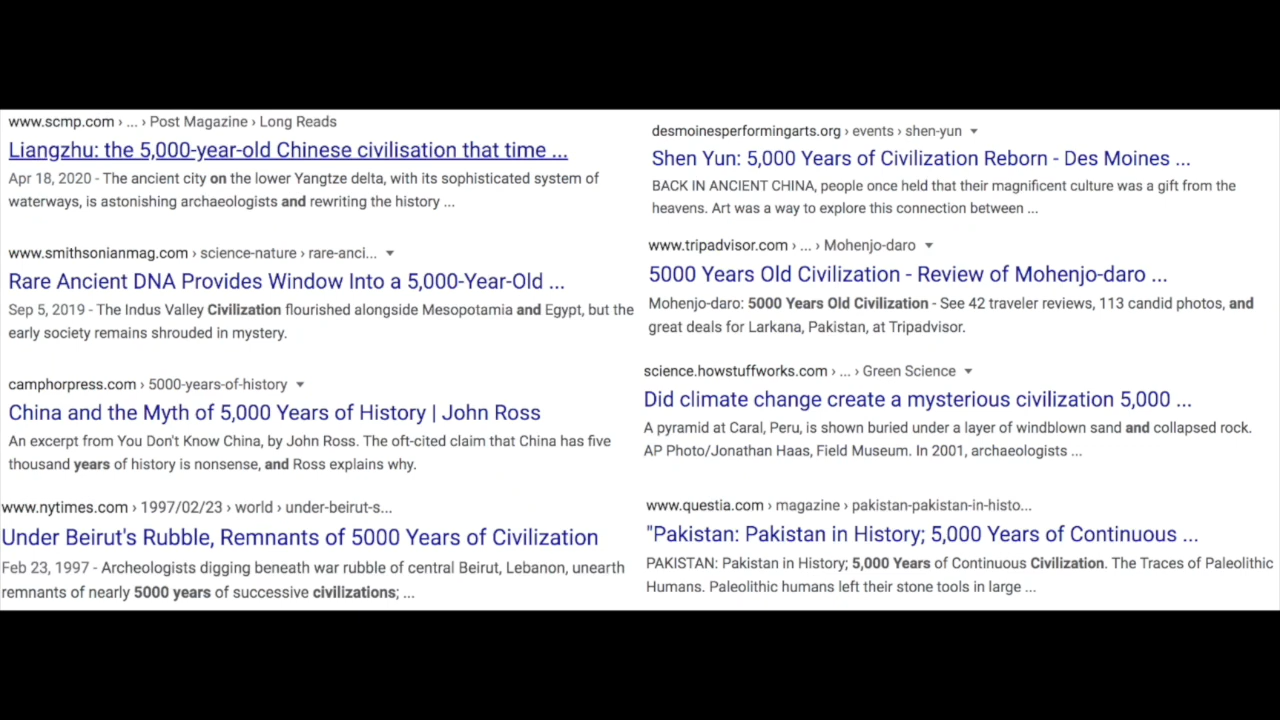 www.scmp.com › ... › Post Magazine › Long Reads
Liangzhu: the 5,000-year-old Chinese civilisation that time ...
Apr 18, 2020 - The ancient city on the lower Yangtze delta, with its sophisticated system of
waterways, is astonishing archaeologists and rewriting the history ...
www.smithsonianmag.com › science-nature › rare-anci...
Rare Ancient DNA Provides Window Into a 5,000-Year-Old ...
Sep 5, 2019 - The Indus Valley Civilization flourished alongside Mesopotamia and Egypt, but the
early society remains shrouded in mystery.
camphorpress.com › 5000-years-of-history
China and the Myth of 5,000 Years of History | John Ross
An excerpt from You Don't Know China, by John Ross. The oft-cited claim that China has five
thousand years of history is nonsense, and Ross explains why.
www.nytimes.com › 1997/02/23 › world › under-beirut-s...
Under Beirut's Rubble, Remnants of 5000 Years of Civilization
Feb 23, 1997 - Archeologists digging beneath war rubble of central Beirut, Lebanon, unearth
remnants of nearly 5000 years of successive civilizations; ...
desmoinesperformingarts.org › events › shen-yun
Shen Yun: 5,000 Years of Civilization Reborn - Des Moines ...
BACK IN ANCIENT CHINA, people once held that their magnificent culture was a gift from the
heavens. Art was a way to explore this connection between ...
www.tripadvisor.com › ... › Mohenjo-daro
5000 Years Old Civilization - Review of Mohenjo-daro ...
Mohenjo-daro: 5000 Years Old Civilization - See 42 traveler reviews, 113 candid photos, and
great deals for Larkana, Pakistan, at Tripadvisor.
science.howstuffworks.com › ... › Green Science
Did climate change create a mysterious civilization 5,000 ...
A pyramid at Caral, Peru, is shown buried under a layer of windblown sand and collapsed rock.
AP Photo/Jonathan Haas, Field Museum. In 2001, archaeologists ...
www.questia.com › magazine › pakistan-pakistan-in-histo...
"Pakistan: Pakistan in History; 5,000 Years of Continuous ...
PAKISTAN: Pakistan in History; 5,000 Years of Continuous Civilization. The Traces of Paleolithic
Humans. Paleolithic humans left their stone tools in large ...